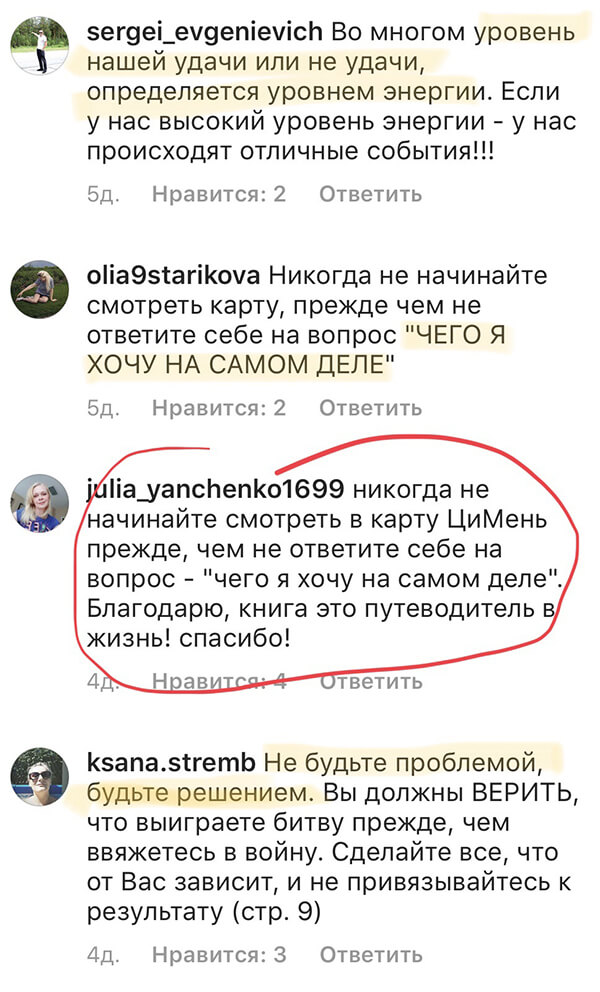 sergei_evgenievich Во многом уровень
нашей удачи или не удачи,
определяется уровнем энергии. Если
у нас высокий уровень энергии - у нас
происходят отличные события!!!
5д. Нравится: 2 Ответить
olia9starikova Никогда не начинайте
смотреть карту, прежде чем не
ответите себе на вопрос "ЧЕГО Я
ХОЧУ НА САМОМ ДЕЛЕ"
5д. Нравится: 2 Ответить
julia_yanchenko1699 никогда не
начинайте смотреть в карту ЦиМень
прежде, чем не ответите себе на
вопрос - "чего я хочу на самом деле".
Благодарю, книга это путеводитель в
жизнь! спасибо!
4д. Нравится: 4 Ответить
ksana.stremb Не будьте проблемой,
будьте решением. Вы должны ВЕРИТЬ,
что выиграете битву прежде, чем
ввяжетесь в войну. Сделайте все, что
от Вас зависит, и не привязывайтесь к
результату (стр. 9)
4д. Нравится: 3 Ответить